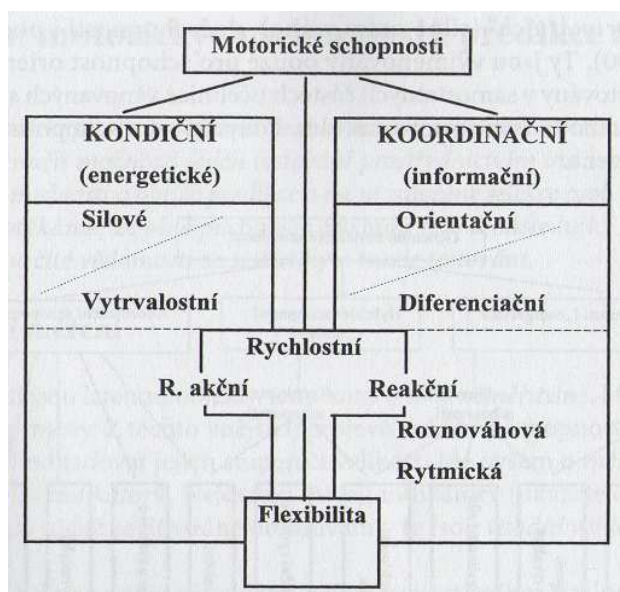 Motorické schopnosti
KONDIČNÍ
(energetické)
KOORDINAČNÍ
(informační)
Silové
Orientační
Vytrvalostní
Diferenciační
Rychlostní
R. akční
Reakční
Rovnováhová
Rytmická
Flexibilita